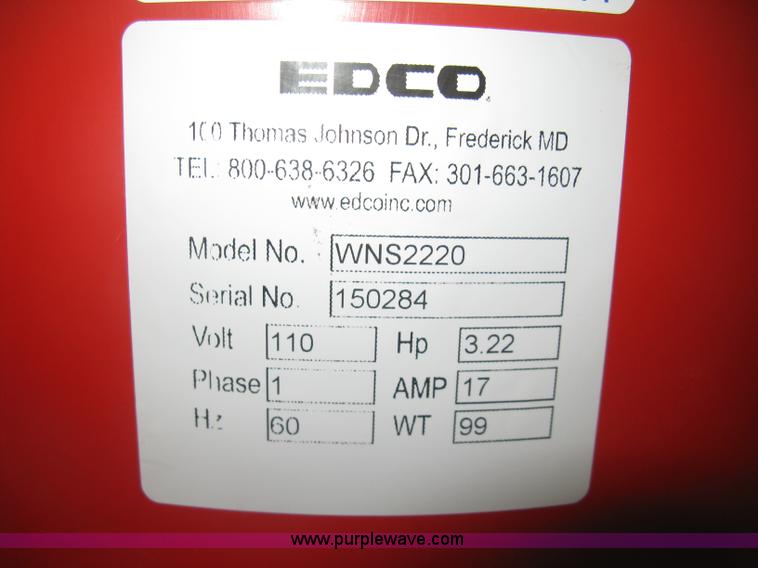 EDCO
100 Thomas Johnson Dr., Frederick MD
TEL: 800-638-6326 FAX: 301-663-1607
www.edcoinc.com
Model No. WNS2220
Serial No. 150284
Volt 110 Hp 3.22
Phase 1 AMP 17
Hz 60 WT 99
www.purplewave.com